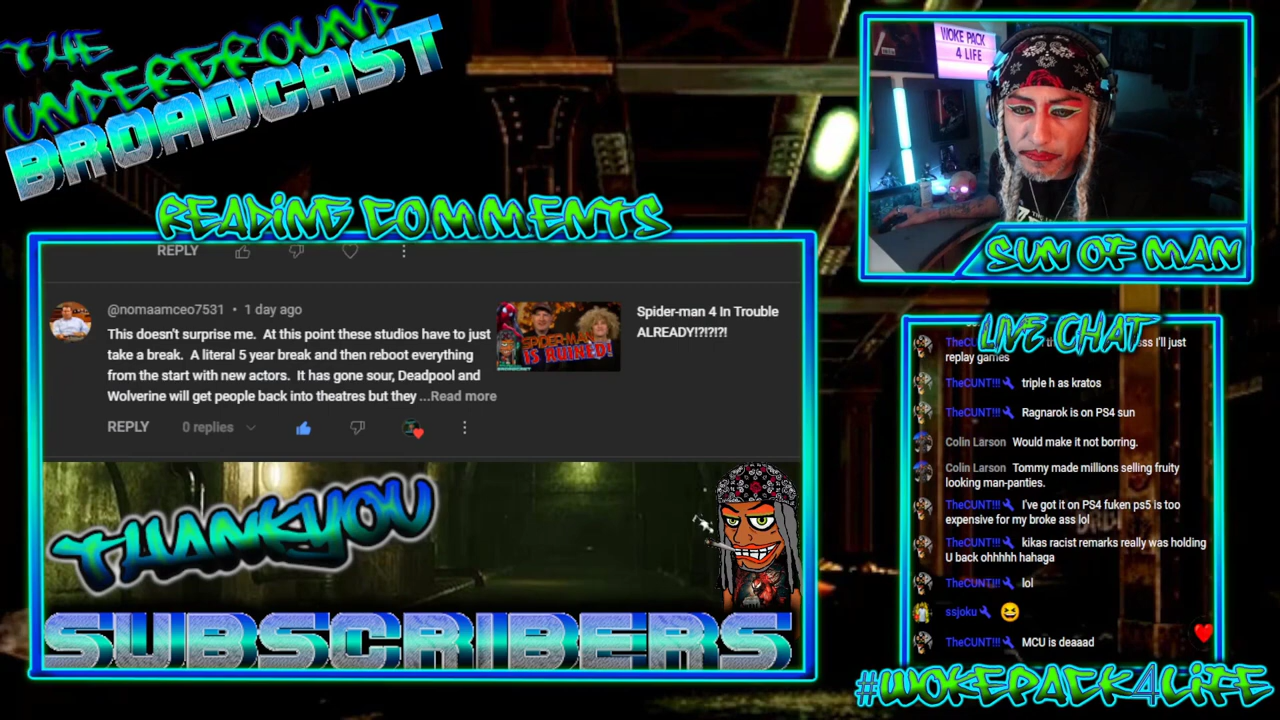 THE
UNDERGROUND
BROADCAST
READING COMMENTS
REPLY
@nomaamceo7531 • 1 day ago
This doesn't surprise me. At this point these studios have to just
take a break. A literal 5 year break and then reboot everything
from the start with new actors. It has gone sour, Deadpool and
Wolverine will get people back into theatres but they ...Read more
REPLY 0 replies
SPIDER-MAN
IS RUINED!
Spider-man 4 In Trouble
ALREADY!?!?!?!
THANKYOU
SUBSCRIBERS
WOKE PACK
4 LIFE
SUN OF MAN
LIVE CHAT
ss I'll just
replay games
TheCUNT!!! triple h as kratos
TheCUNT!!! Ragnarok is on PS4 sun
Colin Larson Would make it not borring.
Colin Larson Tommy made millions selling fruity
looking man-panties.
TheCUNT!!! I've got it on PS4 fuken ps5 is too
expensive for my broke ass lol
TheCUNT!!! kikas racist remarks really was holding
U back ohhhhh hahaga
TheCUNT!!! lol
ssjoku
TheCUNT!!! MCU is deaaad
#WOKEPACK4LIFE